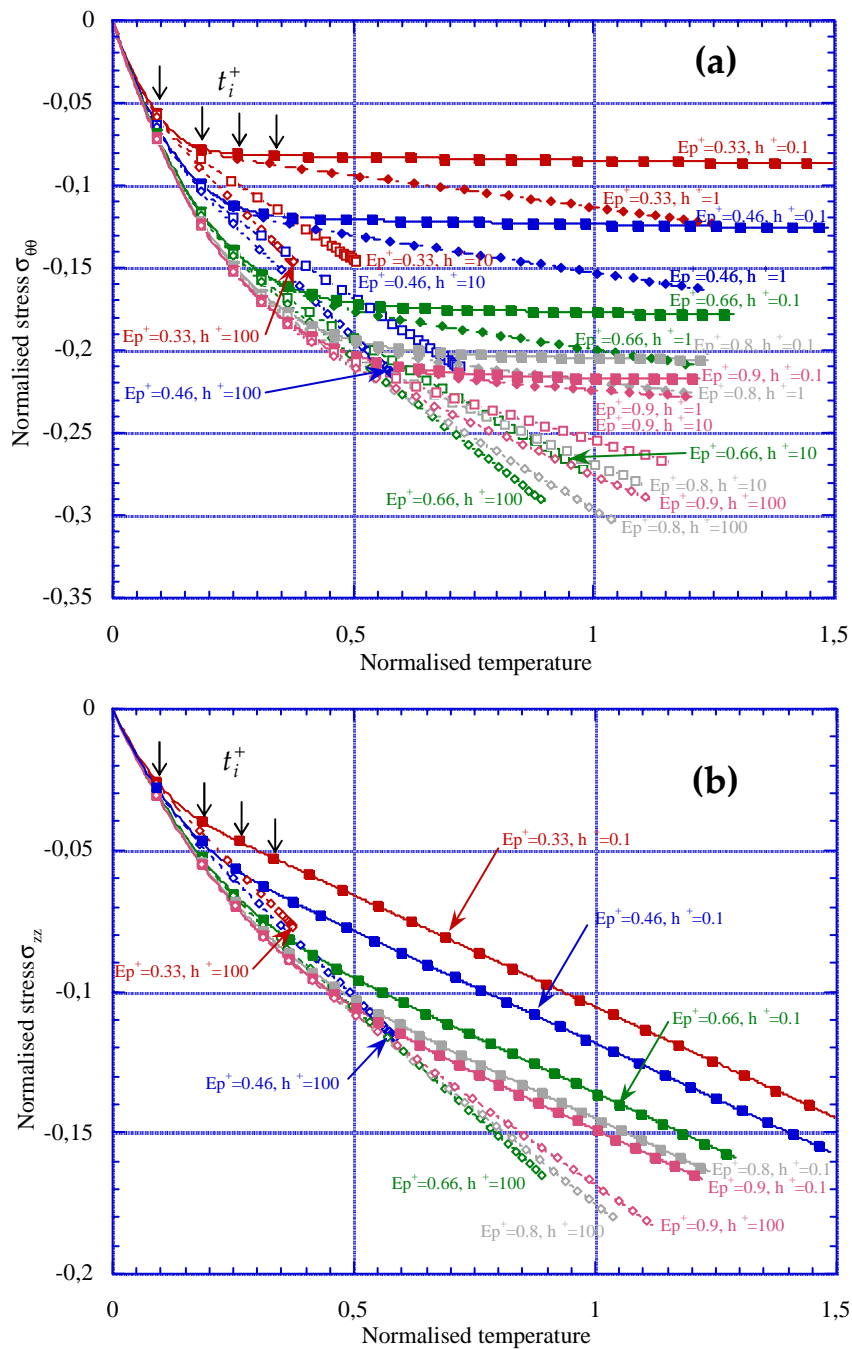 0
(a)
t_i^+
-0,05
Ep^+=0.33, h^+=0.1
-0,1
Ep^+=0.33, h^+=1
Ep^+=0.46, h^+=0.1
-0,15
Ep^+=0.33, h^+=10
Ep^+=0.46, h^+=10
Ep^+=0.46, h^+=1
Ep^+=0.66, h^+=0.1
Ep^+=0.33, h^+=100
Ep^+=0.66, h^+=1
Ep^+=0.8, h^+=0.1
-0,2
Ep^+=0.9, h^+=0.1
Ep^+=0.46, h^+=100
Ep^+=0.8, h^+=1
Ep^+=0.9, h^+=1
Ep^+=0.9, h^+=10
-0,25
Ep^+=0.66, h^+=10
Ep^+=0.8, h^+=10
Ep^+=0.66, h^+=100
Ep^+=0.9, h^+=100
-0,3
Ep^+=0.8, h^+=100
-0,35
Normalised stress σθθ
0
0,5
1
1,5
Normalised temperature
0
(b)
t_i^+
-0,05
Ep^+=0.33, h^+=0.1
Ep^+=0.46, h^+=0.1
Ep^+=0.33, h^+=100
-0,1
Ep^+=0.66, h^+=0.1
Ep^+=0.46, h^+=100
-0,15
Ep^+=0.8, h^+=0.1
Ep^+=0.66, h^+=100
Ep^+=0.9, h^+=0.1
Ep^+=0.8, h^+=100
Ep^+=0.9, h^+=100
-0,2
Normalised stress σzz
0
0,5
1
1,5
Normalised temperature